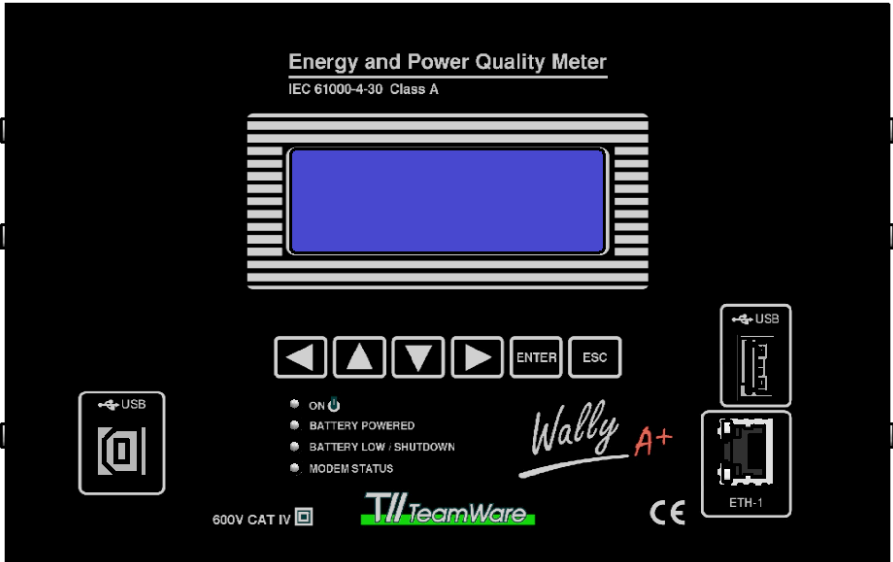 Energy and Power Quality Meter
IEC 61000-4-30 Class A
USB
ENTER
ESC
USB
ON
BATTERY POWERED
BATTERY LOW / SHUTDOWN
MODEM STATUS
Wally A+
ETH-1
600V CAT IV
TeamWare
CE